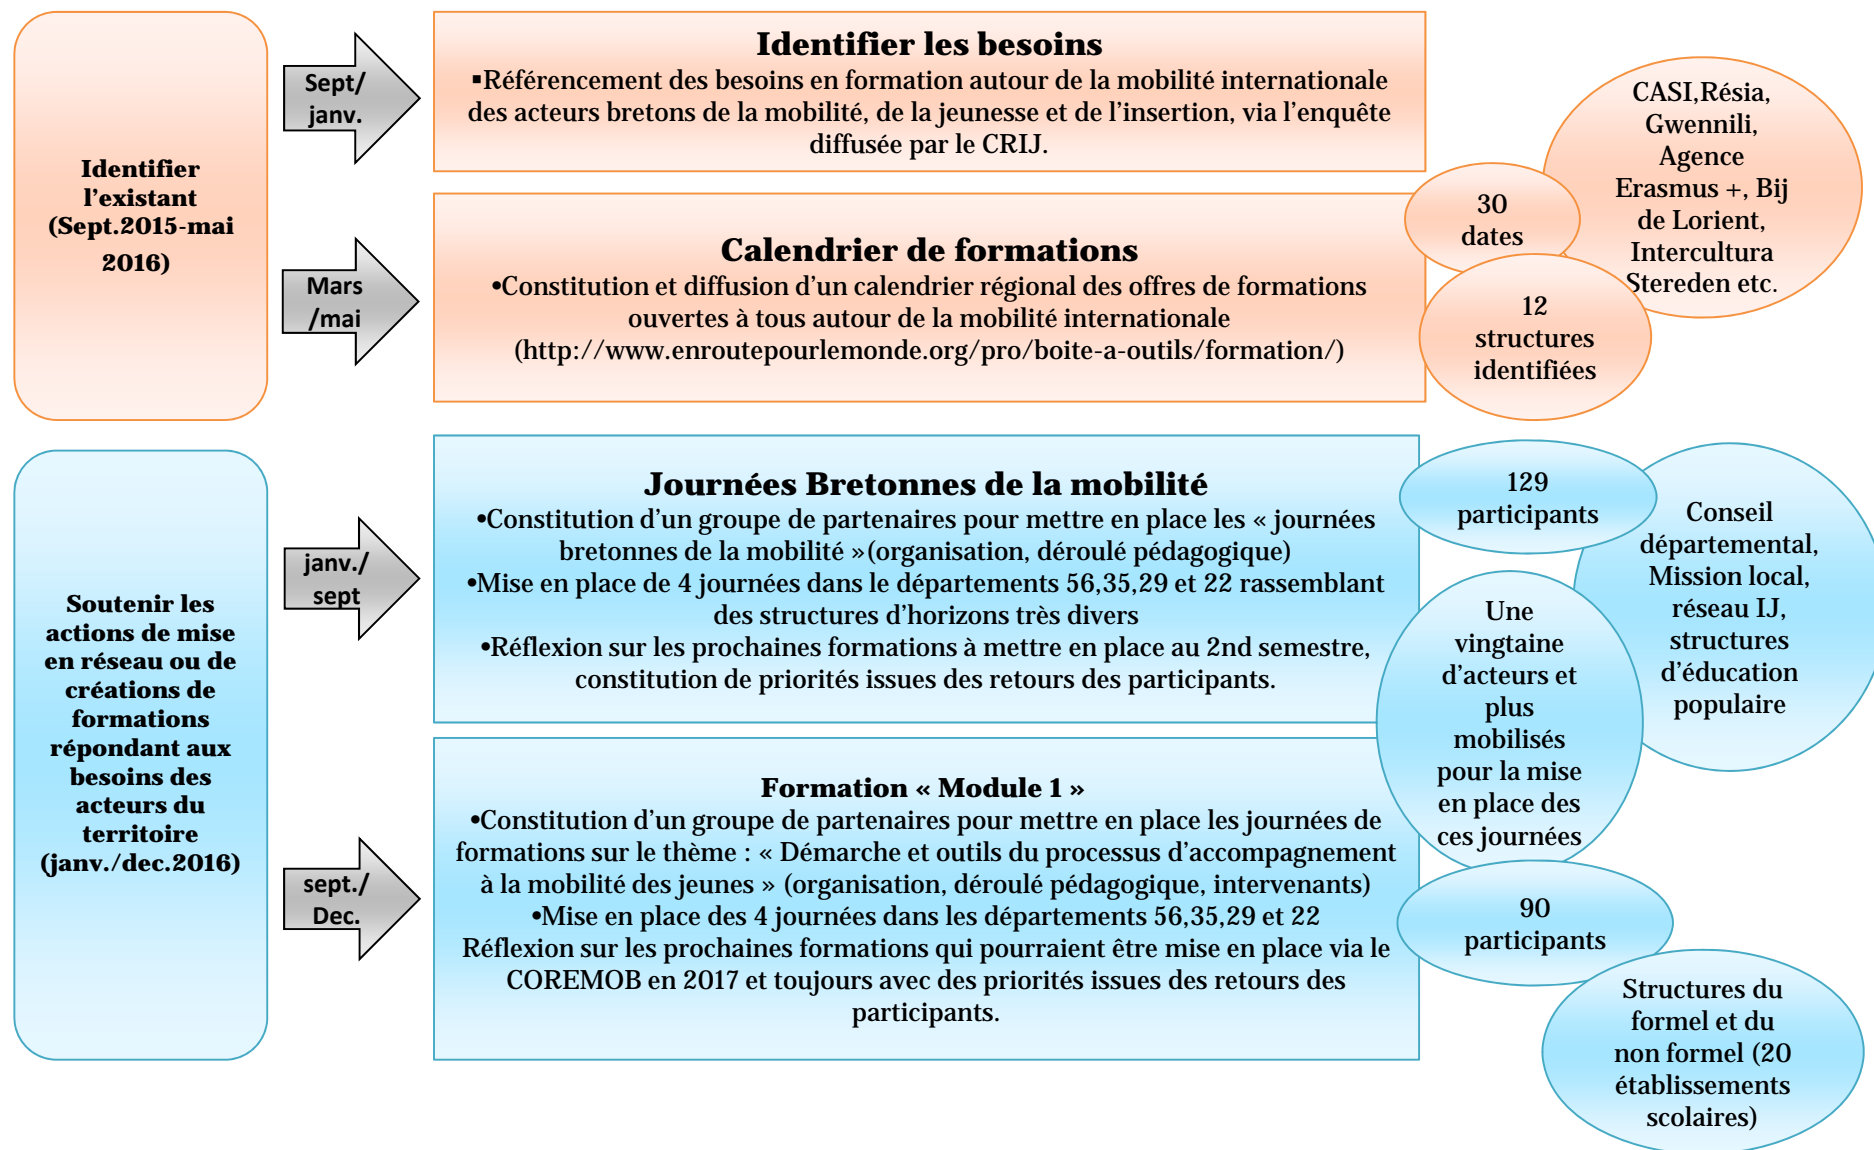 Identifier
l'existant
(Sept.2015-mai
2016)
Sept/
janv.
Identifier les besoins
▪Référencement des besoins en formation autour de la mobilité internationale
des acteurs bretons de la mobilité, de la jeunesse et de l'insertion, via l'enquête
diffusée par le CRIJ.
Mars
/mai
Calendrier de formations
•Constitution et diffusion d'un calendrier régional des offres de formations
ouvertes à tous autour de la mobilité internationale
(http://www.enroutepourlemonde.org/pro/boite-a-outils/formation/)
30
dates
12
structures
identifiées
CASI,Résia,
Gwennili,
Agence
Erasmus +, Bij
de Lorient,
Intercultura
Stereden etc.
Soutenir les
actions de mise
en réseau ou de
créations de
formations
répondant aux
besoins des
acteurs du
territoire
(janv./dec.2016)
janv./
sept
Journées Bretonnes de la mobilité
•Constitution d'un groupe de partenaires pour mettre en place les « journées
bretonnes de la mobilité »(organisation, déroulé pédagogique)
•Mise en place de 4 journées dans le départements 56,35,29 et 22 rassemblant
des structures d'horizons très divers
•Réflexion sur les prochaines formations à mettre en place au 2nd semestre,
constitution de priorités issues des retours des participants.
129
participants
Conseil
départemental,
Mission local,
réseau IJ,
structures
d'éducation
populaire
Une
vingtaine
d'acteurs et
plus
mobilisés
pour la mise
en place des
ces journées
sept./
Dec.
Formation « Module 1 »
•Constitution d'un groupe de partenaires pour mettre en place les journées de
formations sur le thème : « Démarche et outils du processus d'accompagnement
à la mobilité des jeunes » (organisation, déroulé pédagogique, intervenants)
•Mise en place des 4 journées dans les départements 56,35,29 et 22
Réflexion sur les prochaines formations qui pourraient être mise en place via le
COREMOB en 2017 et toujours avec des priorités issues des retours des
participants.
90
participants
Structures du
formel et du
non formel (20
établissements
scolaires)